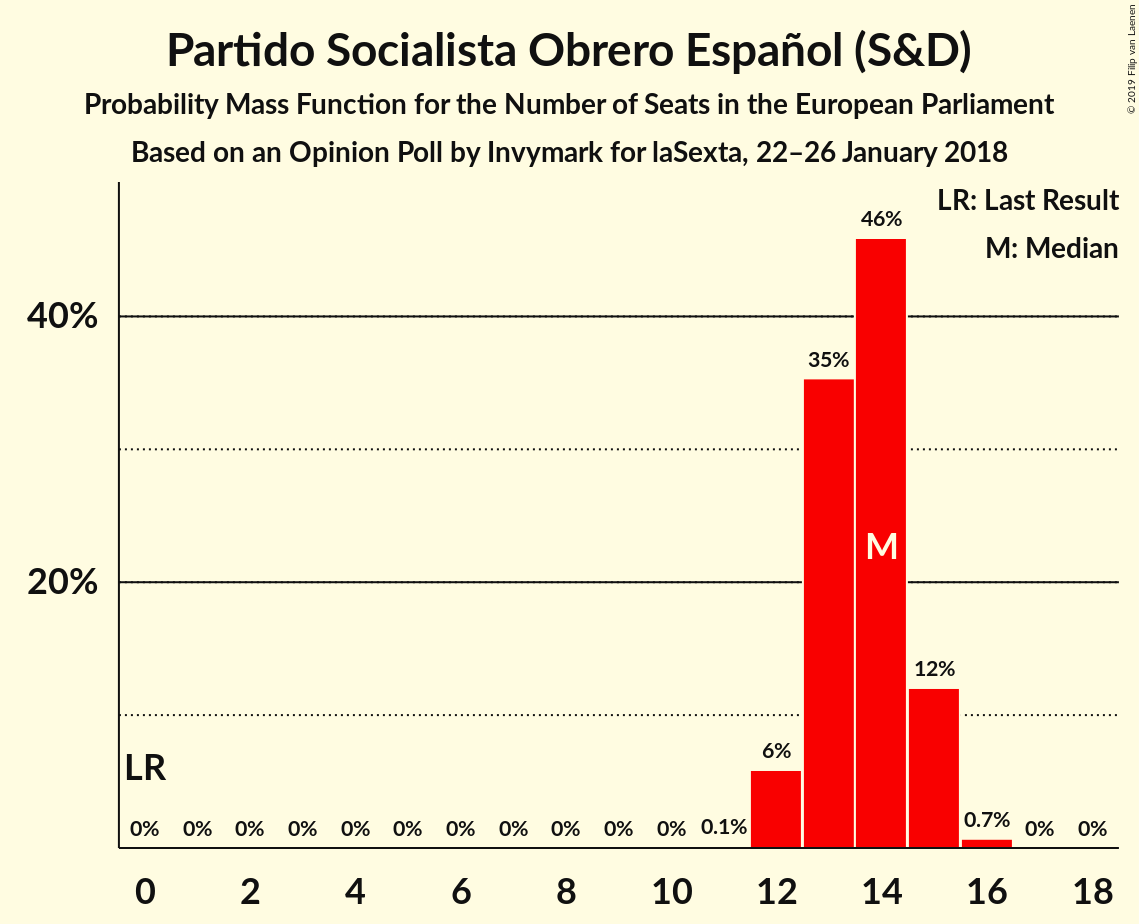 Partido Socialista Obrero Español (S&D)
Probability Mass Function for the Number of Seats in the European Parliament
Based on an Opinion Poll by Invymark for laSexta, 22–26 January 2018
© 2019 Filip van Laenen
LR: Last Result
M: Median
40%
20%
46%
35%
M
12%
6%
LR
0% 0% 0% 0% 0% 0% 0% 0% 0% 0% 0% 0.1% 0.7% 0% 0%
0 2 4 6 8 10 12 14 16 18